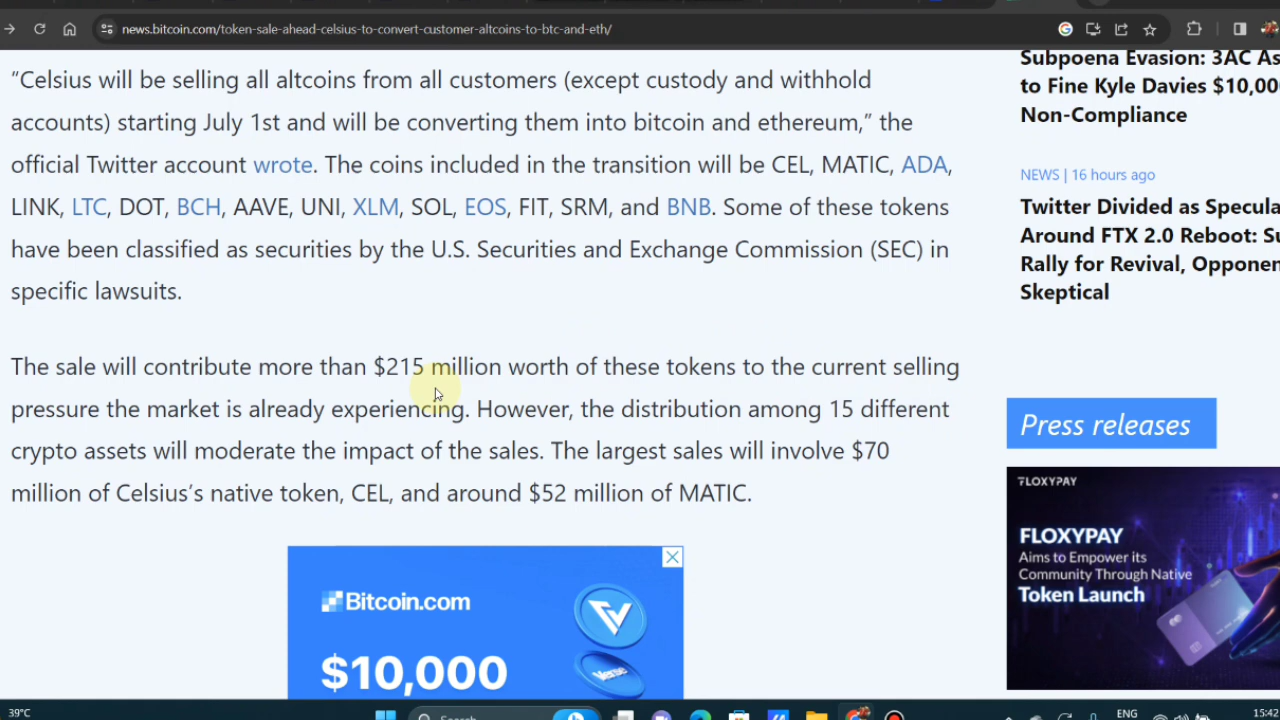 news.bitcoin.com/token-sale-ahead-celsius-to-convert-customer-altcoins-to-btc-and-eth/
"Celsius will be selling all altcoins from all customers (except custody and withhold
accounts) starting July 1st and will be converting them into bitcoin and ethereum,” the
official Twitter account wrote. The coins included in the transition will be CEL, MATIC, ADA,
LINK, LTC, DOT, BCH, AAVE, UNI, XLM, SOL, EOS, FIT, SRM, and BNB. Some of these tokens
have been classified as securities by the U.S. Securities and Exchange Commission (SEC) in
specific lawsuits.
The sale will contribute more than $215 million worth of these tokens to the current selling
pressure the market is already experiencing. However, the distribution among 15 different
crypto assets will moderate the impact of the sales. The largest sales will involve $70
million of Celsius’s native token, CEL, and around $52 million of MATIC.
Bitcoin.com
$10,000
Verse
Subpoena Evasion: 3AC
to Fine Kyle Davies $10,00
Non-Compliance
NEWS | 16 hours ago
Twitter Divided as
Around FTX 2.0 Reboot:
Rally for Revival,
Skeptical
Press releases
FLOXYPAY
FLOXYPAY
Aims to Empower its
Community Through Native
Token Launch
39°C
Search
ENG
15:42